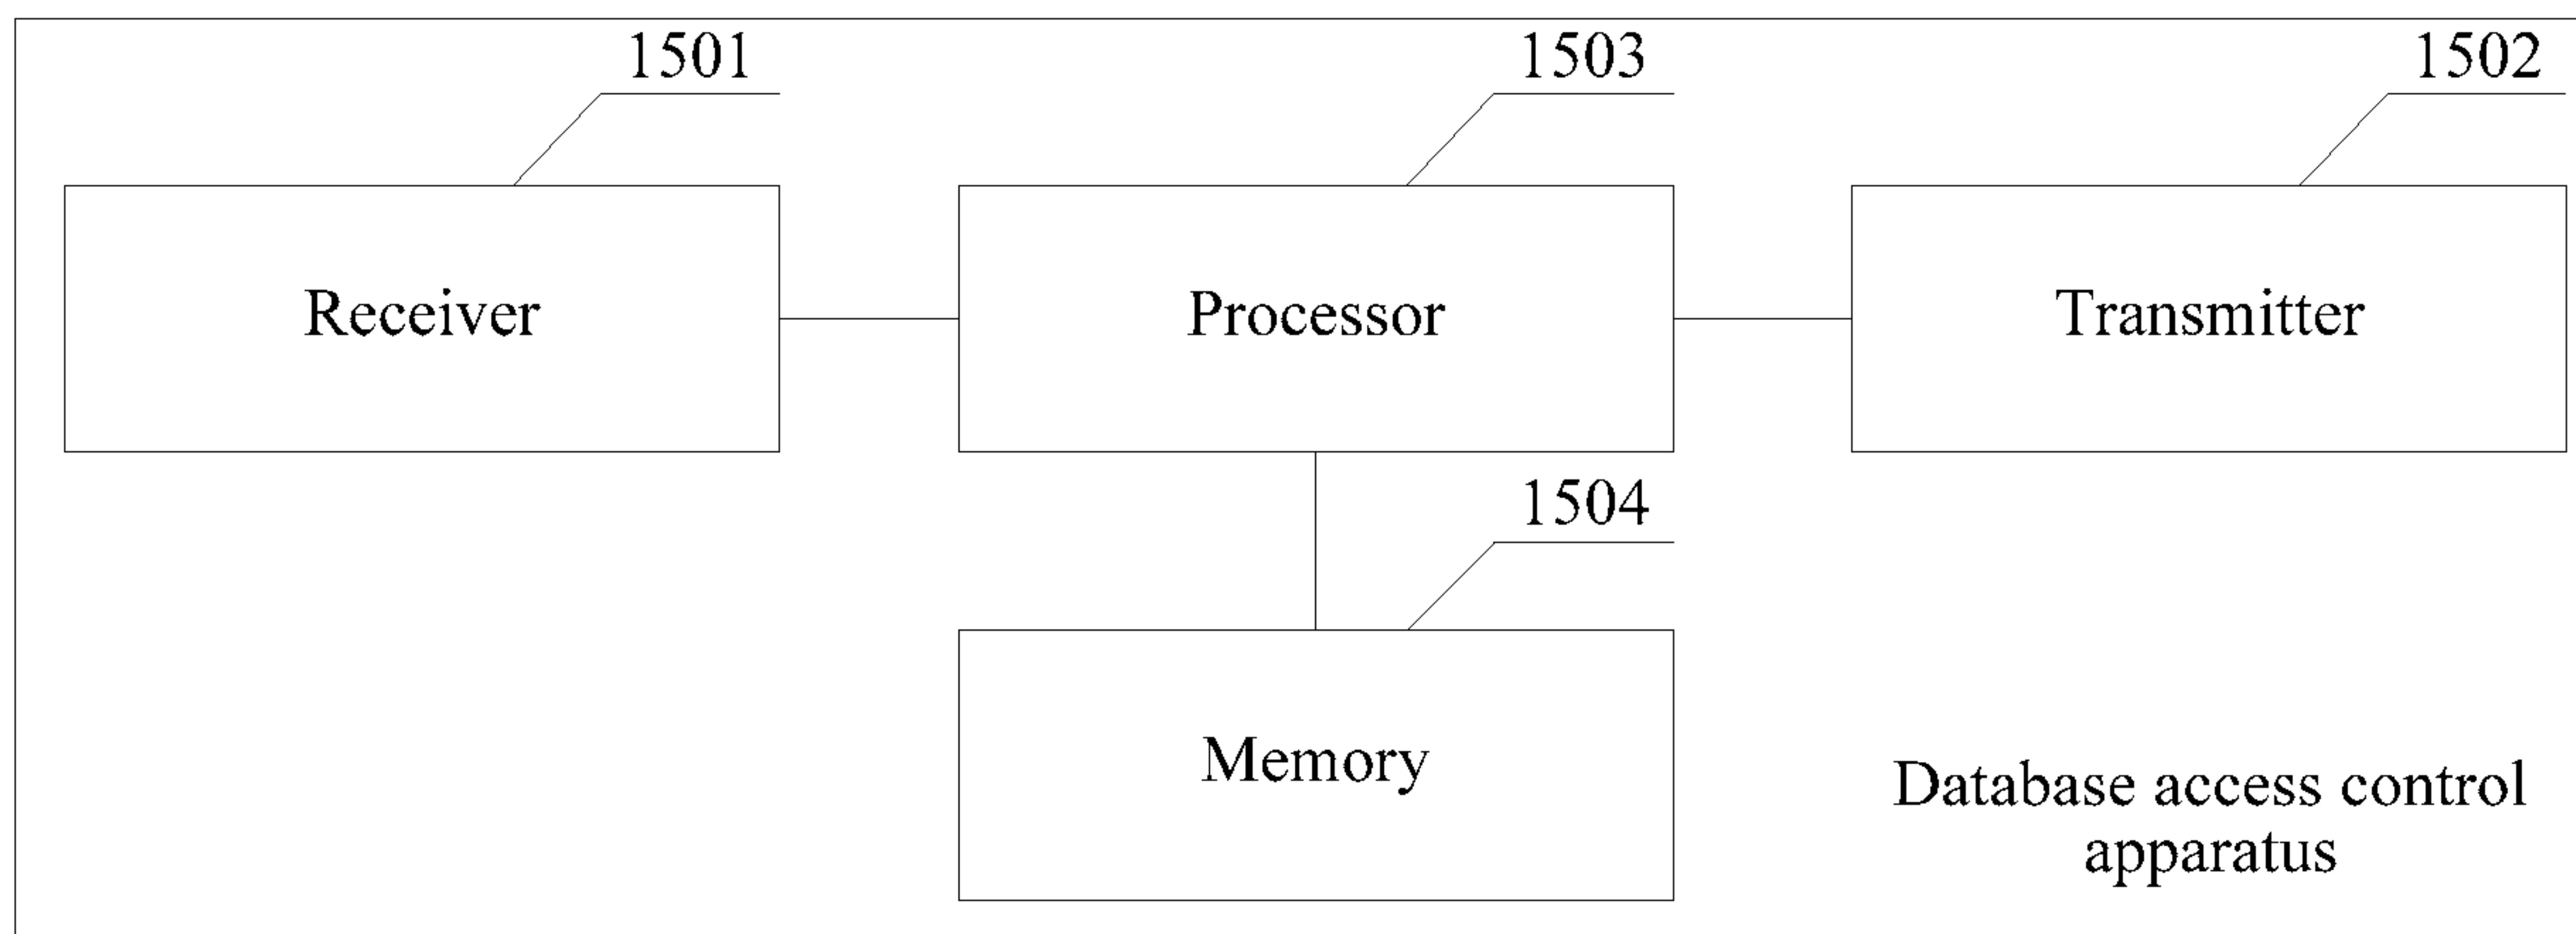 1501
1503
1502
Receiver
Processor
Transmitter
1504
Memory
Database access control
apparatus